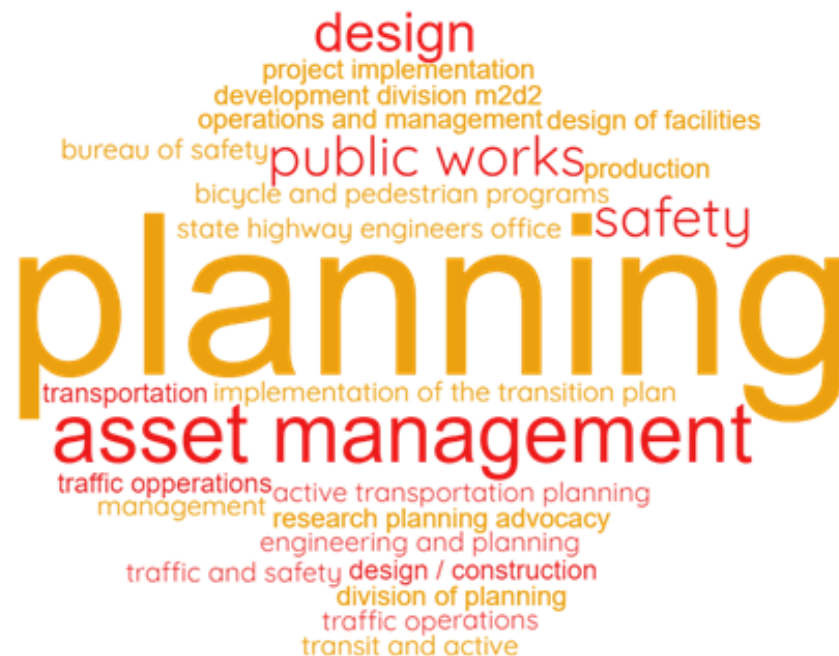 design
project implementation
development division m2d2
operations and management design of facilities
bureau of safety public works production
bicycle and pedestrian programs
state highway engineers office safety
planning
transportation implementation of the transition plan
asset management
traffic opperations active transportation planning
management research planning advocacy
engineering and planning
traffic and safety design / construction
division of planning
traffic operations
transit and active